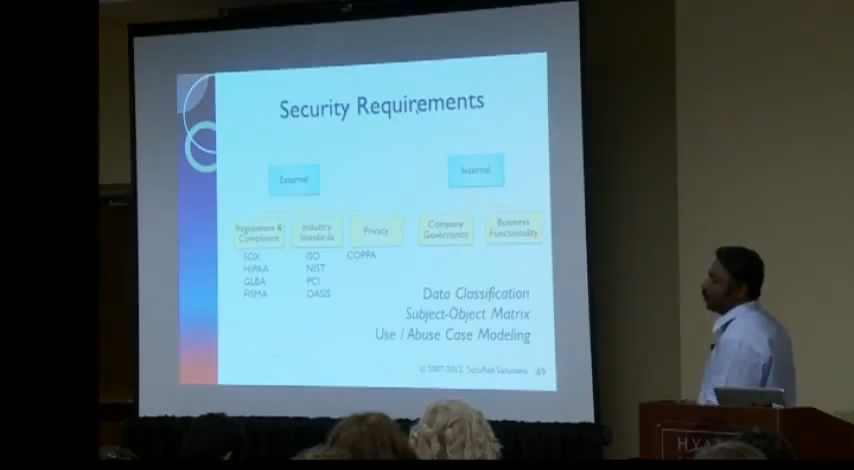 Security Requirements
External
Internal
Regulations &
Compliance
Industry
Standards
Privacy
Company
Governance
Business
Functionality
SOX
HIPAA
GLBA
FISMA
ISO
NIST
PCI
OASIS
COPPA
Data Classification
Subject-Object Matrix
Use / Abuse Case Modeling
© 2007-2012, SecuRisk Solutions
69
HYA